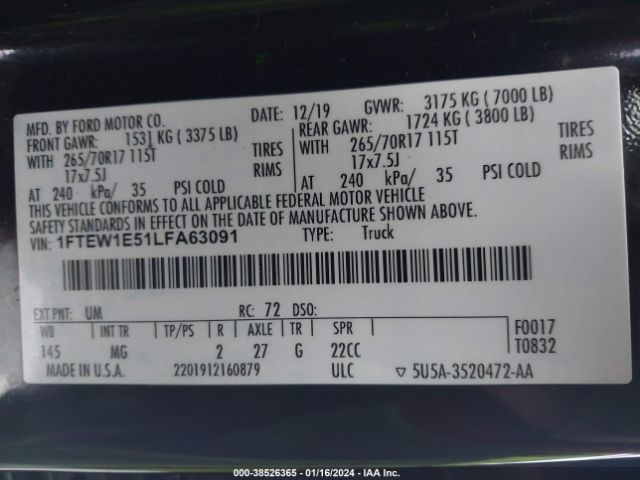 MFD. BY FORD MOTOR CO. DATE: 12/19 GVWR: 3175 KG ( 7000 LB)
FRONT GAWR: 1531 KG ( 3375 LB) REAR GAWR: 1724 KG ( 3800 LB)
WITH 265/70R17 115T TIRES WITH 265/70R17 115T TIRES
17x7.5J RIMS 17x7.5J RIMS
AT 240 kPa/ 35 PSI COLD AT 240 kPa/ 35 PSI COLD
THIS VEHICLE CONFORMS TO ALL APPLICABLE FEDERAL MOTOR VEHICLE
SAFETY STANDARDS IN EFFECT ON THE DATE OF MANUFACTURE SHOWN ABOVE.
VIN: 1FTEW1E51LFA63091 TYPE: Truck
EXT PNT: UM RC: 72 DSO:
WB INT TR TP/PS R AXLE TR SPR F0017
145 MG 2 27 G 22CC T0832
MADE IN U.S.A. 2201912160879 ULC ▽ 5U5A-3520472-AA
000-38526365 - 01/16/2024 - IAA Inc.